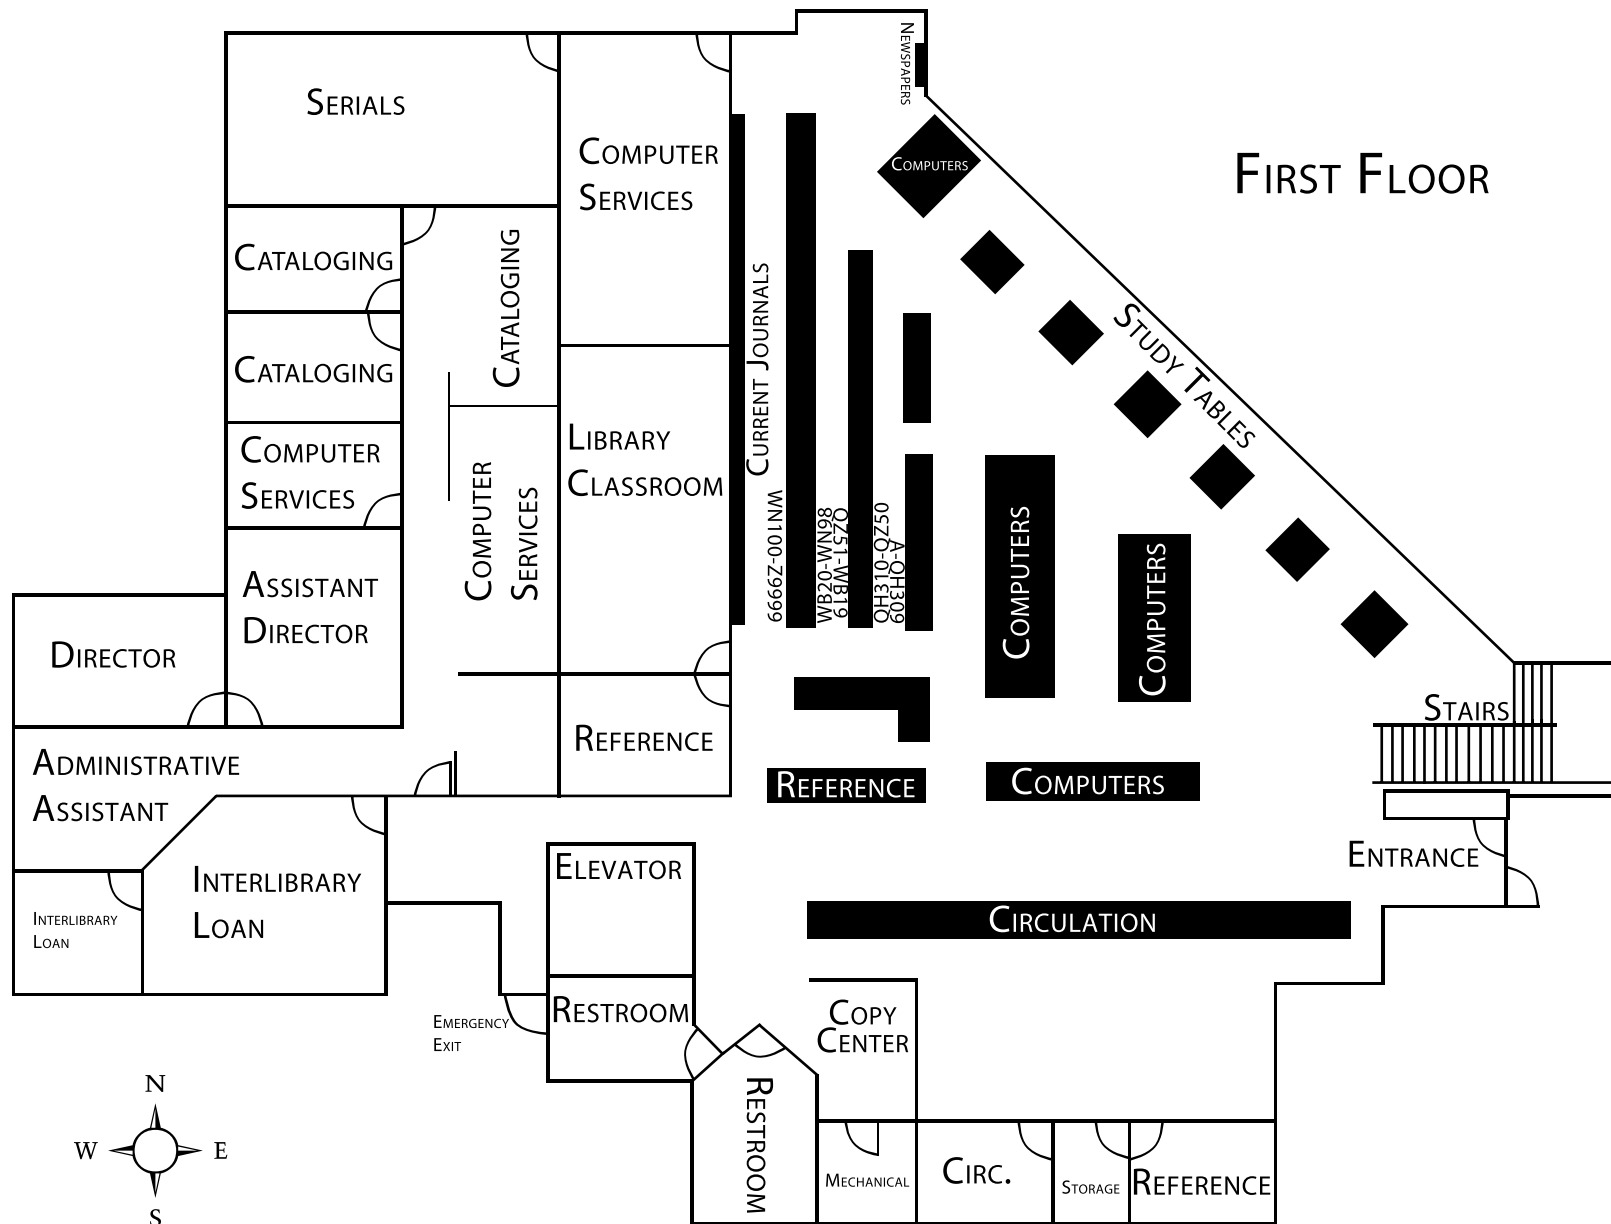 Newspapers
Serials
Computer
Services
Computers
First Floor
Cataloging
Cataloging
Cataloging
Computer
Services
Current Journals
Study Tables
Library
Classroom
Computer
Services
WN100-Z9999
WB20-WN98
QZ51-WB19
QH310-QZ50
A-QH309
Computers
Computers
Assistant
Director
Director
Stairs
Reference
Administrative
Assistant
Reference
Computers
Entrance
Elevator
Interlibrary
Loan
Interlibrary
Loan
Circulation
Restroom
Copy
Center
Emergency
Exit
Restroom
Mechanical
Circ.
Storage
Reference
N
W E
S